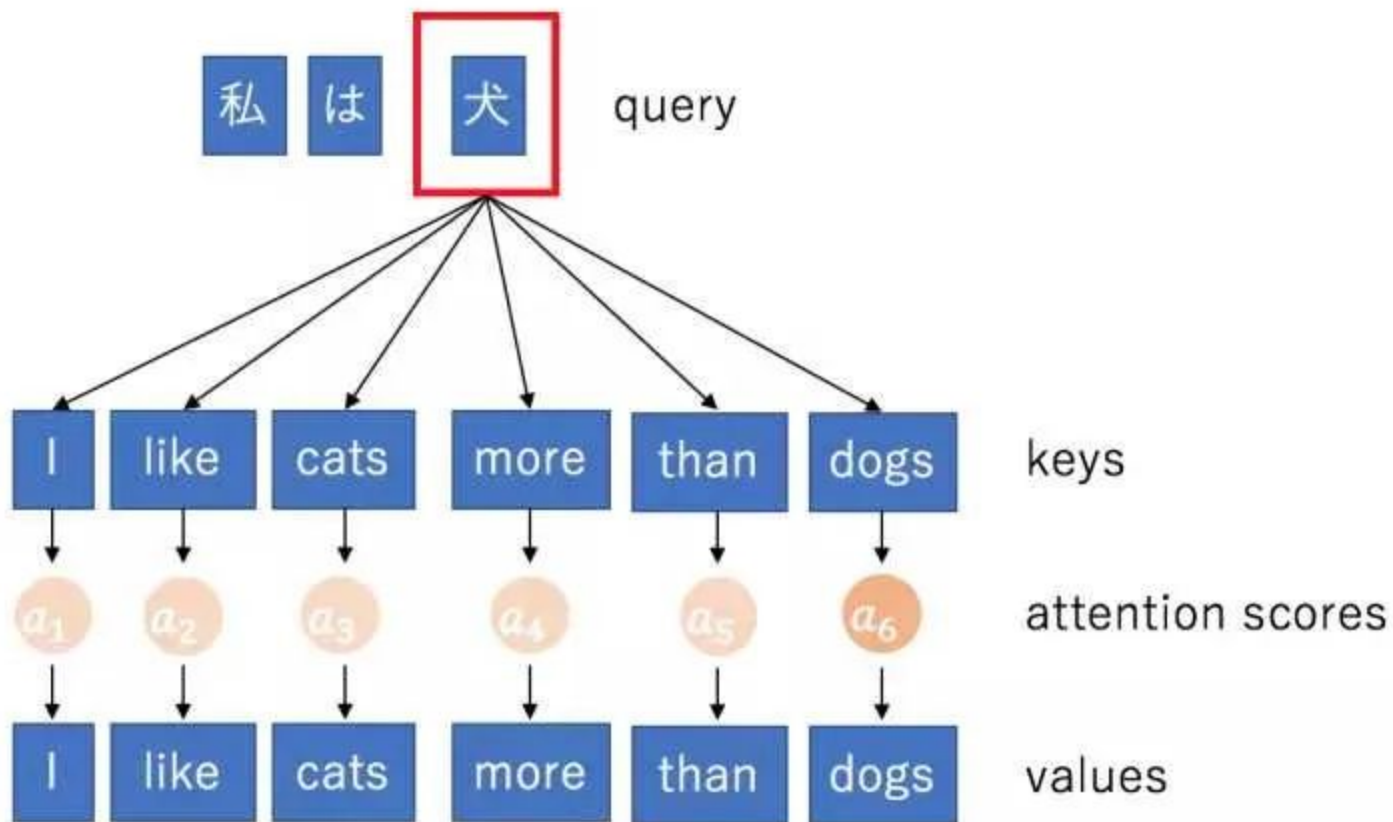 私 は 犬 query
I like cats more than dogs keys
a₁ a₂ a₃ a₄ a₅ a₆ attention scores
I like cats more than dogs values